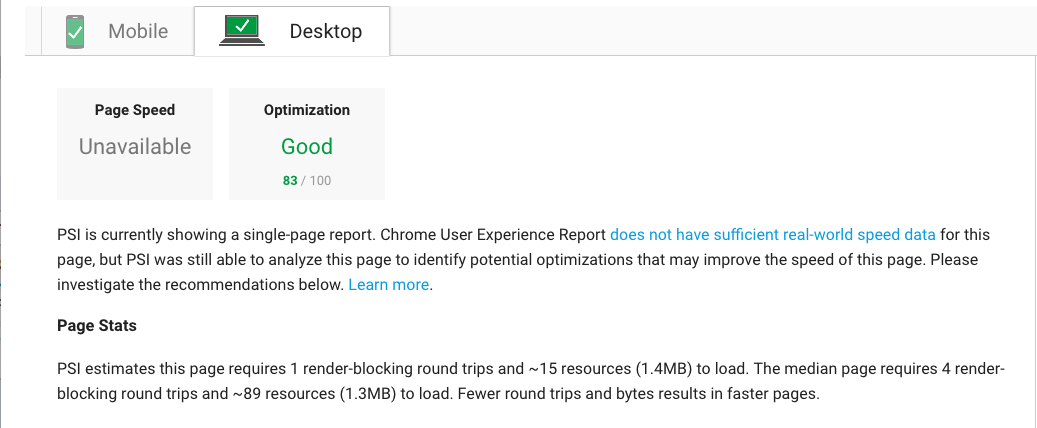 Mobile
Desktop
Page Speed
Unavailable
Optimization
Good
83 / 100
PSI is currently showing a single-page report. Chrome User Experience Report does not have sufficient real-world speed data for this
page, but PSI was still able to analyze this page to identify potential optimizations that may improve the speed of this page. Please
investigate the recommendations below. Learn more.
Page Stats
PSI estimates this page requires 1 render-blocking round trips and ~15 resources (1.4MB) to load. The median page requires 4 render-
blocking round trips and ~89 resources (1.3MB) to load. Fewer round trips and bytes results in faster pages.